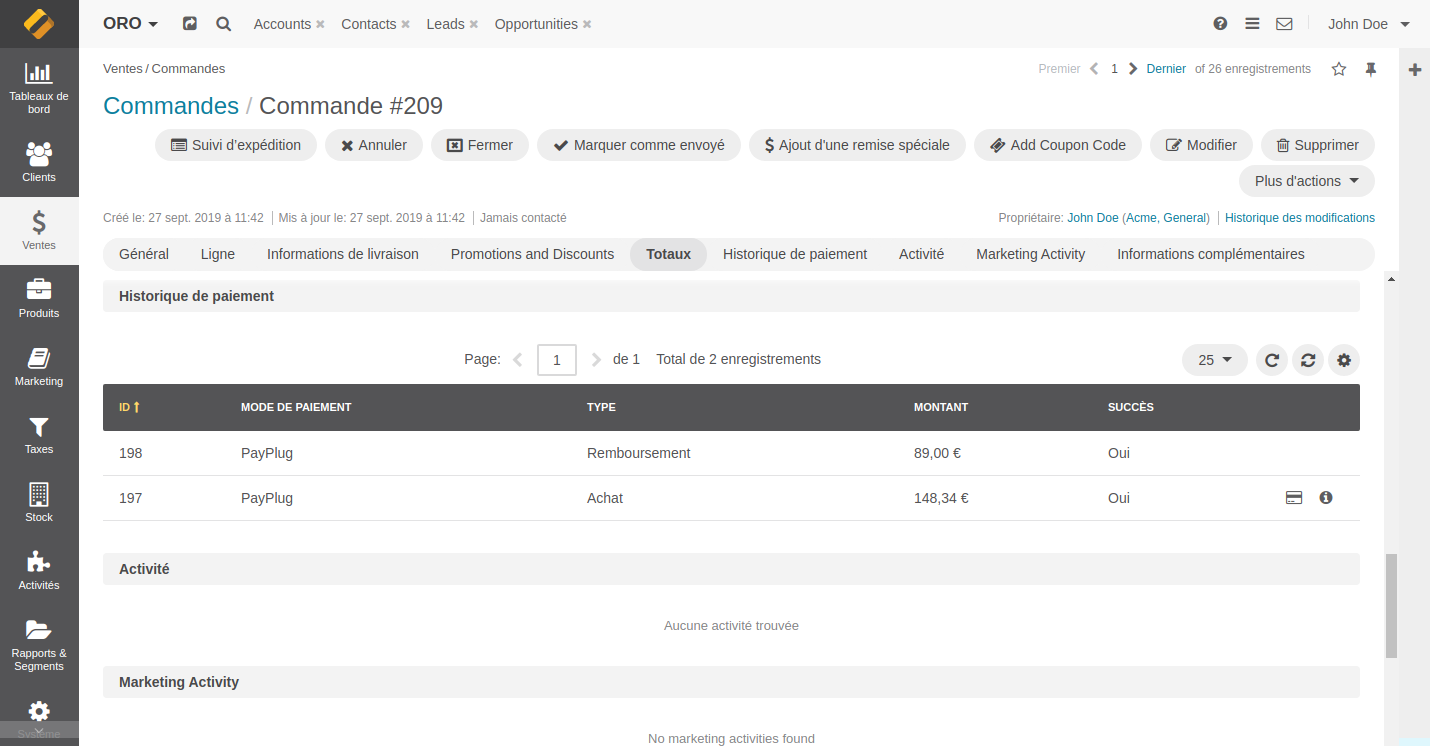 ORO
Accounts
Contacts
Leads
Opportunities
John Doe
Tableaux de
bord
Clients
Ventes
Produits
Marketing
Taxes
Stock
Activités
Rapports &
Segments
Système
Ventes / Commandes
Premier 1 Dernier of 26 enregistrements
Commandes / Commande #209
Suivi d'expédition
Annuler
Fermer
Marquer comme envoyé
Ajout d'une remise spéciale
Add Coupon Code
Modifier
Supprimer
Plus d'actions
Créé le: 27 sept. 2019 à 11:42 Mis à jour le: 27 sept. 2019 à 11:42 Jamais contacté
Propriétaire: John Doe (Acme, General) Historique des modifications
Général Ligne Informations de livraison Promotions and Discounts Totaux Historique de paiement Activité Marketing Activity Informations complémentaires
Historique de paiement
Page: 1 de 1 Total de 2 enregistrements
25
ID MODE DE PAIEMENT TYPE MONTANT SUCCÈS
198 PayPlug Remboursement 89,00 € Oui
197 PayPlug Achat 148,34 € Oui
Activité
Aucune activité trouvée
Marketing Activity
No marketing activities found